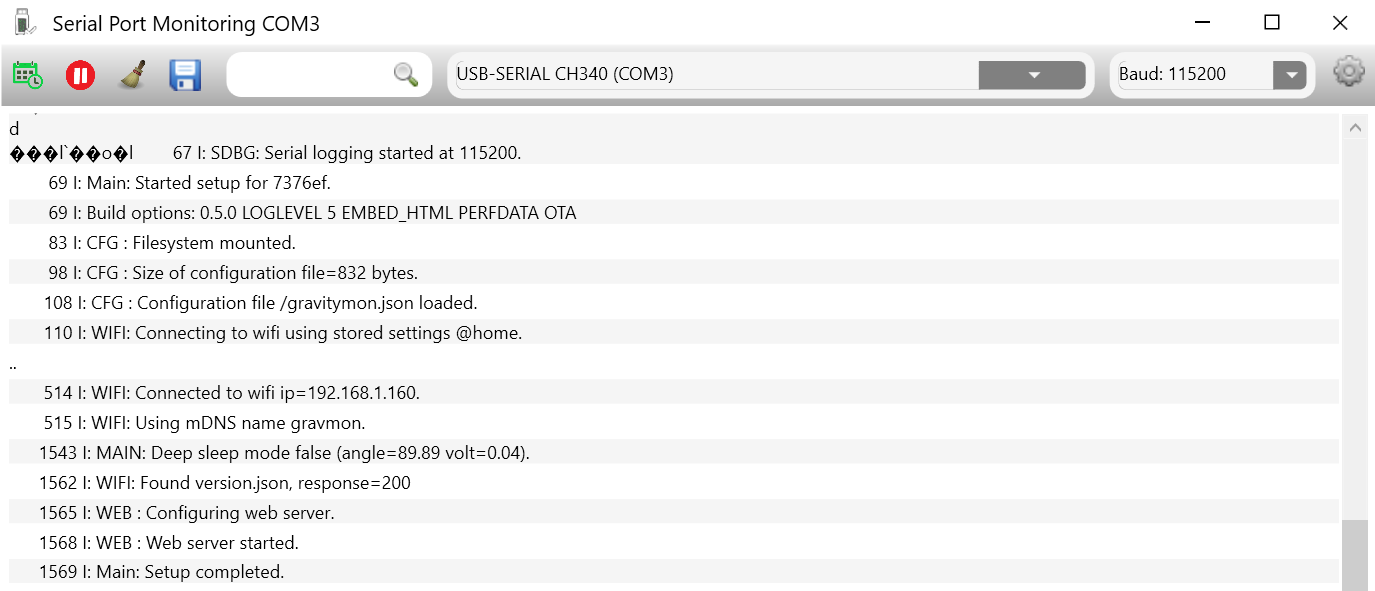 Serial Port Monitoring COM3
USB-SERIAL CH340 (COM3)
Baud: 115200
d
���l`��o�l 67 I: SDBG: Serial logging started at 115200.
69 I: Main: Started setup for 7376ef.
69 I: Build options: 0.5.0 LOGLEVEL 5 EMBED_HTML PERFDATA OTA
83 I: CFG : Filesystem mounted.
98 I: CFG : Size of configuration file=832 bytes.
108 I: CFG : Configuration file /gravitymon.json loaded.
110 I: WIFI: Connecting to wifi using stored settings @home.
..
514 I: WIFI: Connected to wifi ip=192.168.1.160.
515 I: WIFI: Using mDNS name gravmon.
1543 I: MAIN: Deep sleep mode false (angle=89.89 volt=0.04).
1562 I: WIFI: Found version.json, response=200
1565 I: WEB : Configuring web server.
1568 I: WEB : Web server started.
1569 I: Main: Setup completed.